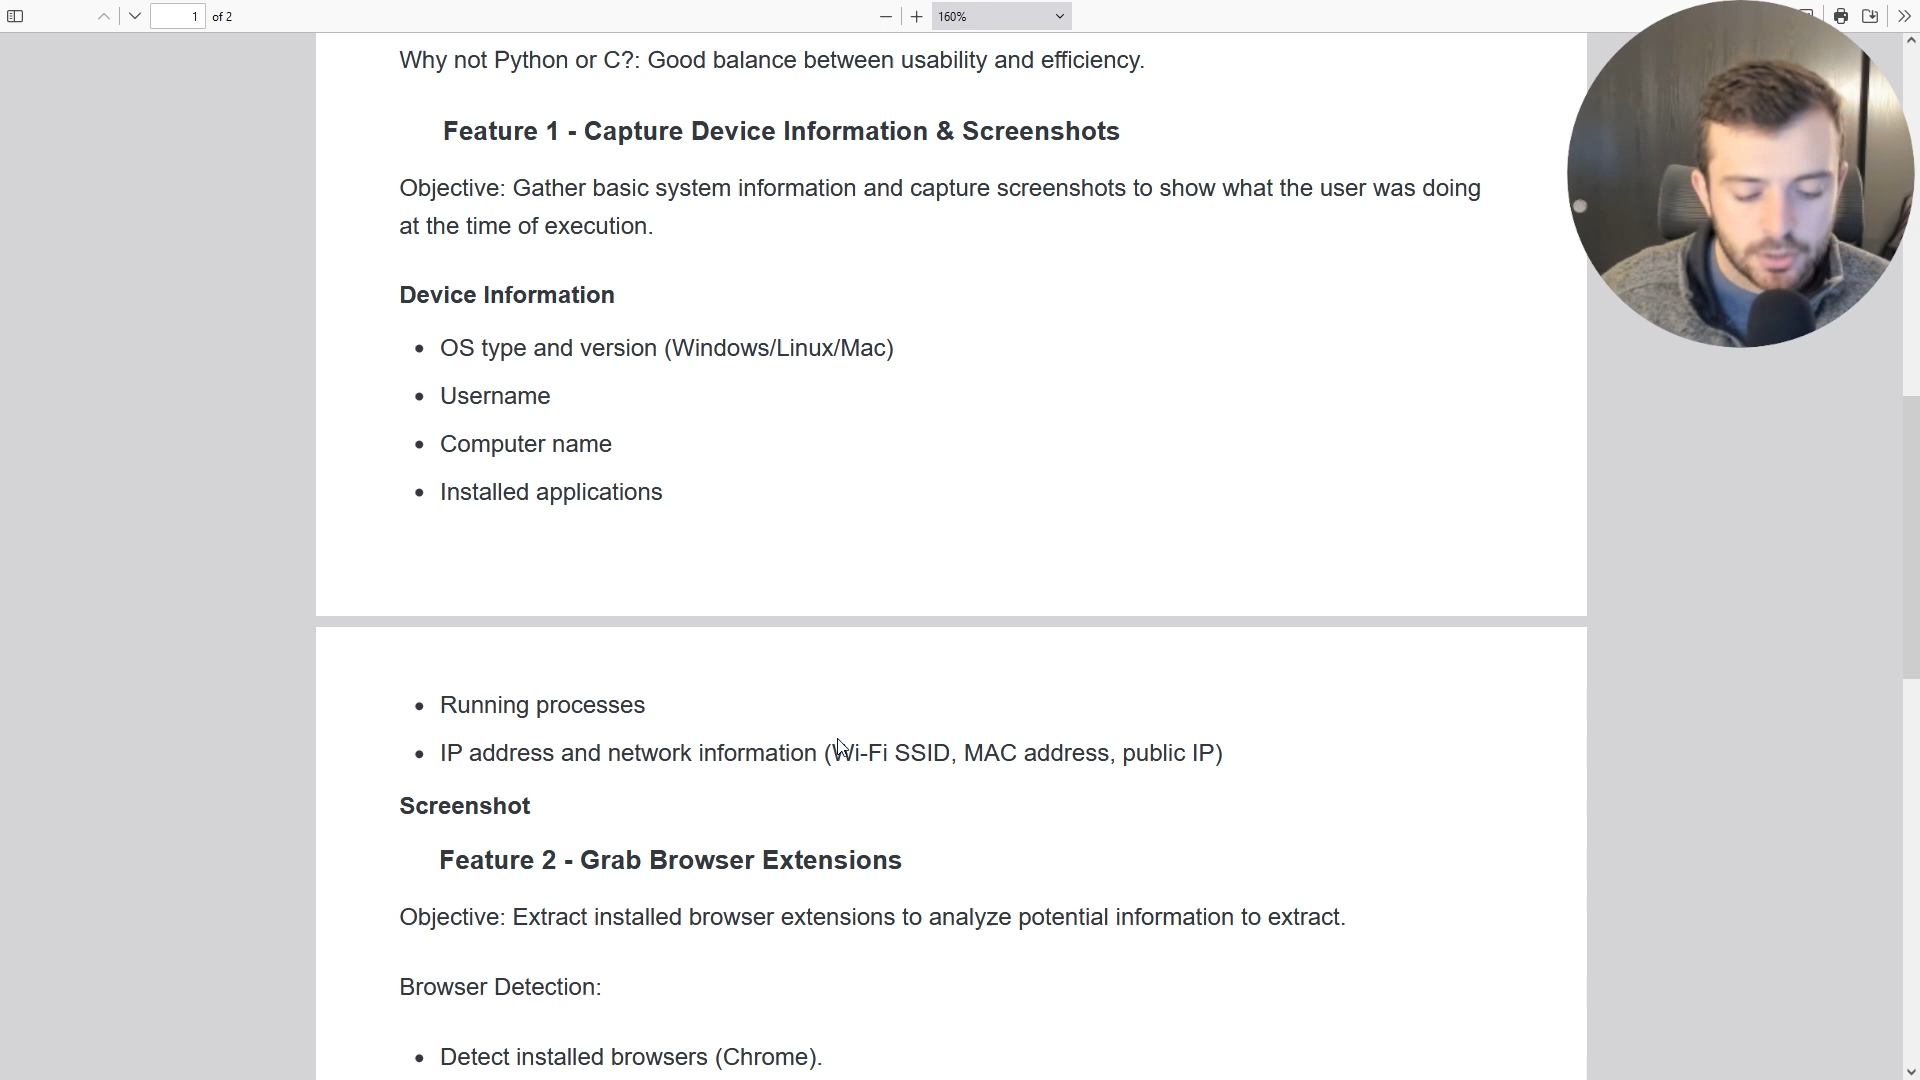 1 of 2
160%
Why not Python or C?: Good balance between usability and efficiency.
Feature 1 - Capture Device Information & Screenshots
Objective: Gather basic system information and capture screenshots to show what the user was doing
at the time of execution.
Device Information
• OS type and version (Windows/Linux/Mac)
• Username
• Computer name
• Installed applications
• Running processes
• IP address and network information (Wi-Fi SSID, MAC address, public IP)
Screenshot
Feature 2 - Grab Browser Extensions
Objective: Extract installed browser extensions to analyze potential information to extract.
Browser Detection:
• Detect installed browsers (Chrome).